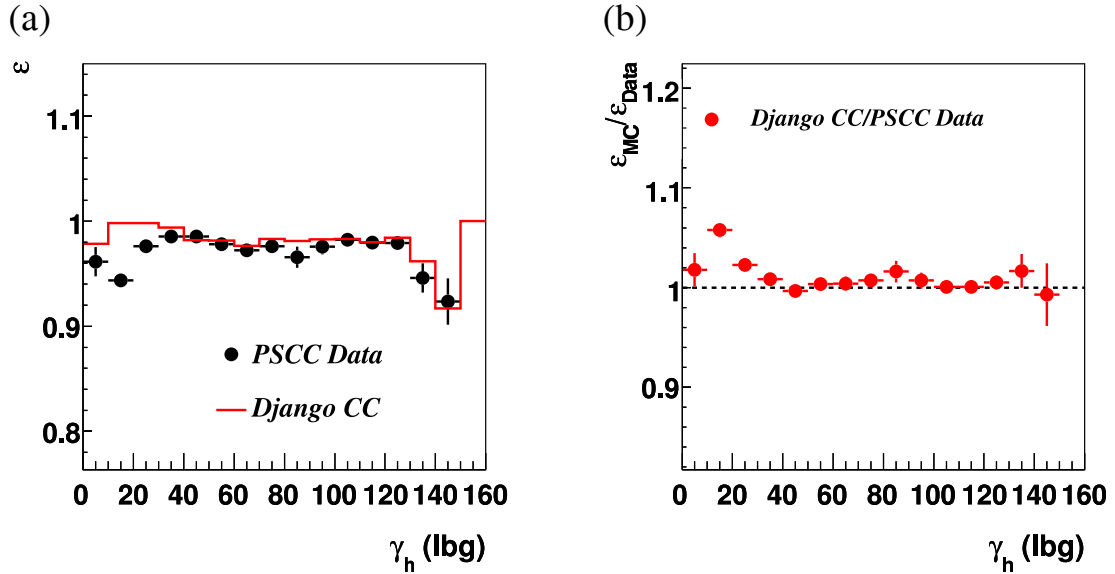 (a)
ε
1.1
1
0.9
0.8
PSCC Data
Django CC
0 20 40 60 80 100 120 140 160
γh (lbg)
(b)
εMC/εData
1.2
1.1
1
0.9
Django CC/PSCC Data
0 20 40 60 80 100 120 140 160
γh (lbg)